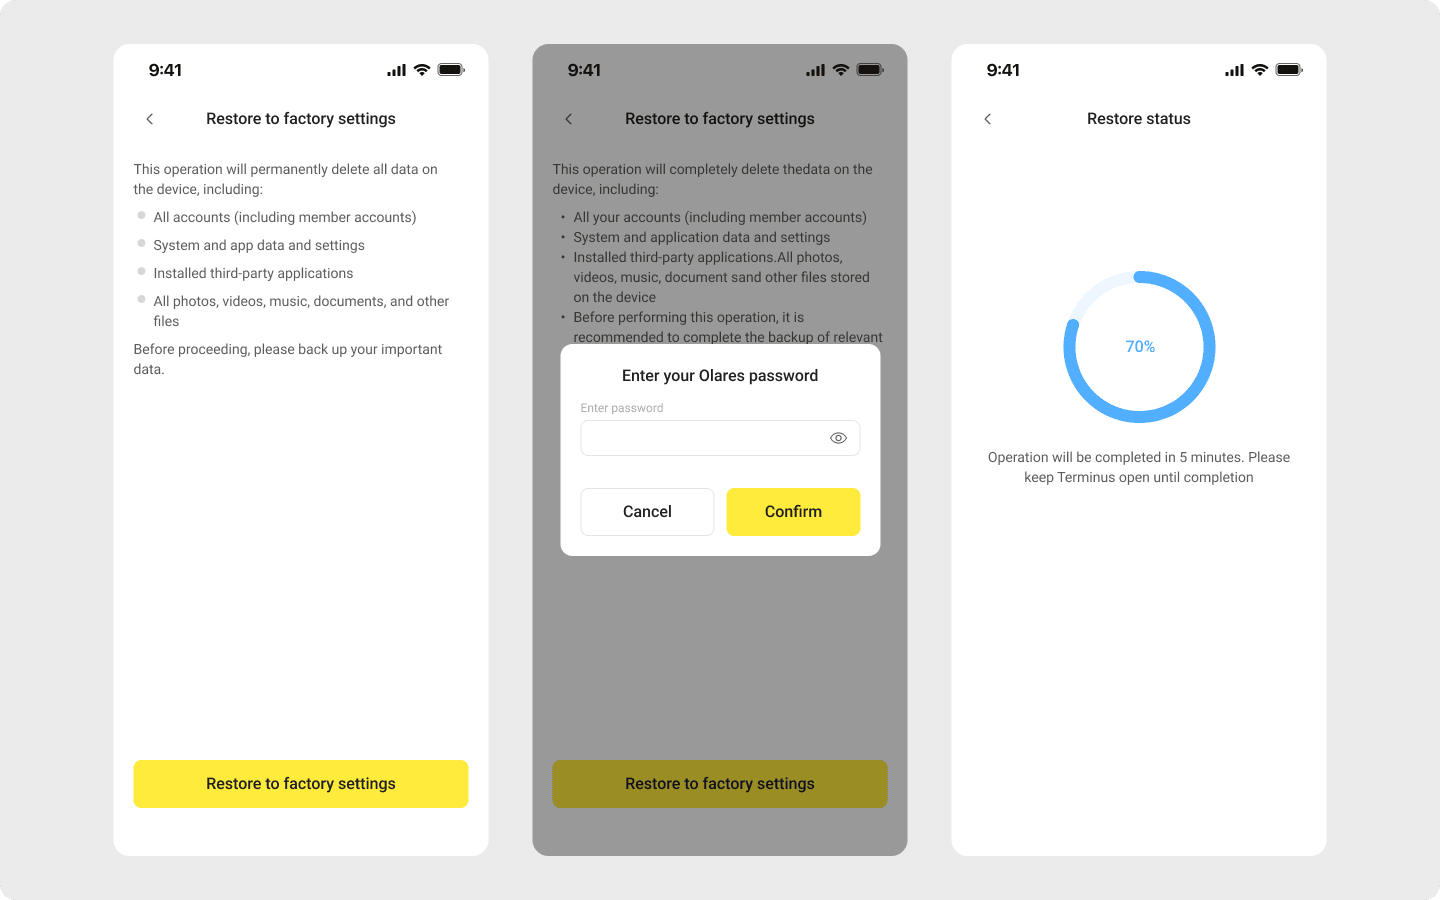 9:41
Restore to factory settings
This operation will permanently delete all data on
the device, including:
All accounts (including member accounts)
System and app data and settings
Installed third-party applications
All photos, videos, music, documents, and other
files
Before proceeding, please back up your important
data.
Restore to factory settings
9:41
Restore to factory settings
This operation will completely delete thedata on the
device, including:
• All your accounts (including member accounts)
• System and application data and settings
• Installed third-party applications.All photos,
videos, music, document sand other files stored
on the device
• Before performing this operation, it is
recommended to complete the backup of relevant
Enter your Olares password
Enter password
Cancel
Confirm
Restore to factory settings
9:41
Restore status
70%
Operation will be completed in 5 minutes. Please
keep Terminus open until completion